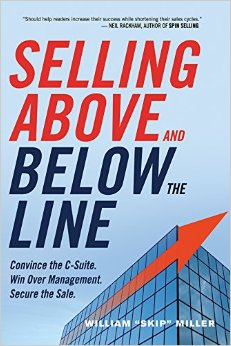 "Should help readers increase their success while shortening their sales cycles."
— NEIL RACKHAM, AUTHOR OF SPIN SELLING
SELLING
ABOVE AND
BELOW THE
LINE
Convince the C-Suite.
Win Over Management.
Secure the Sale.
WILLIAM "SKIP" MILLER